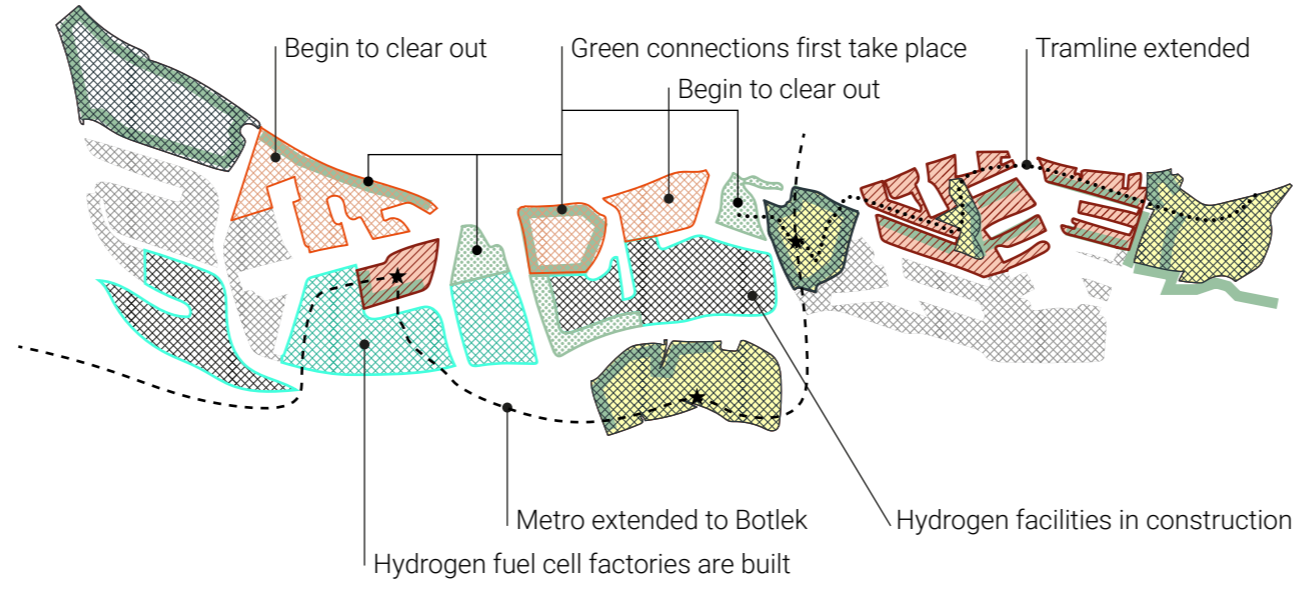 Begin to clear out
Green connections first take place
Tramline extended
Begin to clear out
Metro extended to Botlek
Hydrogen facilities in construction
Hydrogen fuel cell factories are built